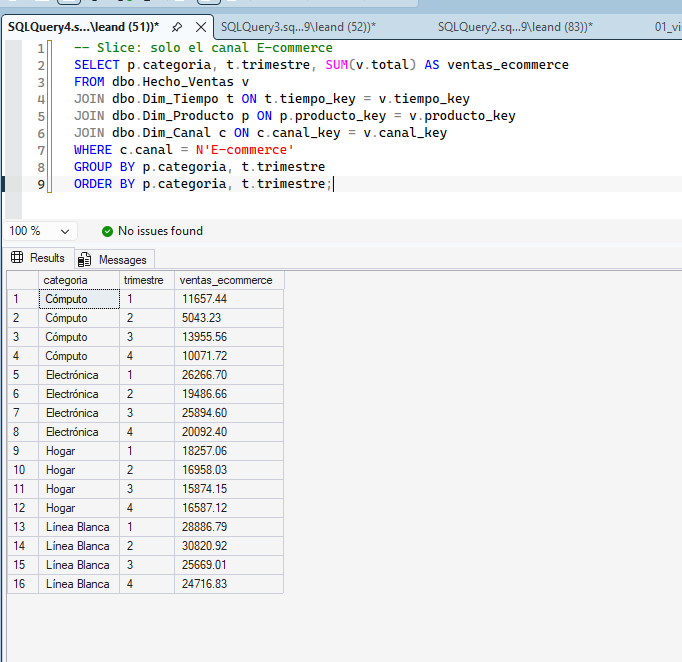 SQLQuery4.s...\leand (51))*
SQLQuery3.sq...9\leand (52))*
SQLQuery2.sq...9\leand (83))*
01_vi
1 -- Slice: solo el canal E-commerce
2 SELECT p.categoria, t.trimestre, SUM(v.total) AS ventas_ecommerce
3 FROM dbo.Hecho_Ventas v
4 JOIN dbo.Dim_Tiempo t ON t.tiempo_key = v.tiempo_key
5 JOIN dbo.Dim_Producto p ON p.producto_key = v.producto_key
6 JOIN dbo.Dim_Canal c ON c.canal_key = v.canal_key
7 WHERE c.canal = N'E-commerce'
8 GROUP BY p.categoria, t.trimestre
9 ORDER BY p.categoria, t.trimestre;
100 % No issues found
Results Messages
categoria trimestre ventas_ecommerce
1 Cómputo 1 11657.44
2 Cómputo 2 5043.23
3 Cómputo 3 13955.56
4 Cómputo 4 10071.72
5 Electrónica 1 26266.70
6 Electrónica 2 19486.66
7 Electrónica 3 25894.60
8 Electrónica 4 20092.40
9 Hogar 1 18257.06
10 Hogar 2 16958.03
11 Hogar 3 15874.15
12 Hogar 4 16587.12
13 Línea Blanca 1 28886.79
14 Línea Blanca 2 30820.92
15 Línea Blanca 3 25669.01
16 Línea Blanca 4 24716.83